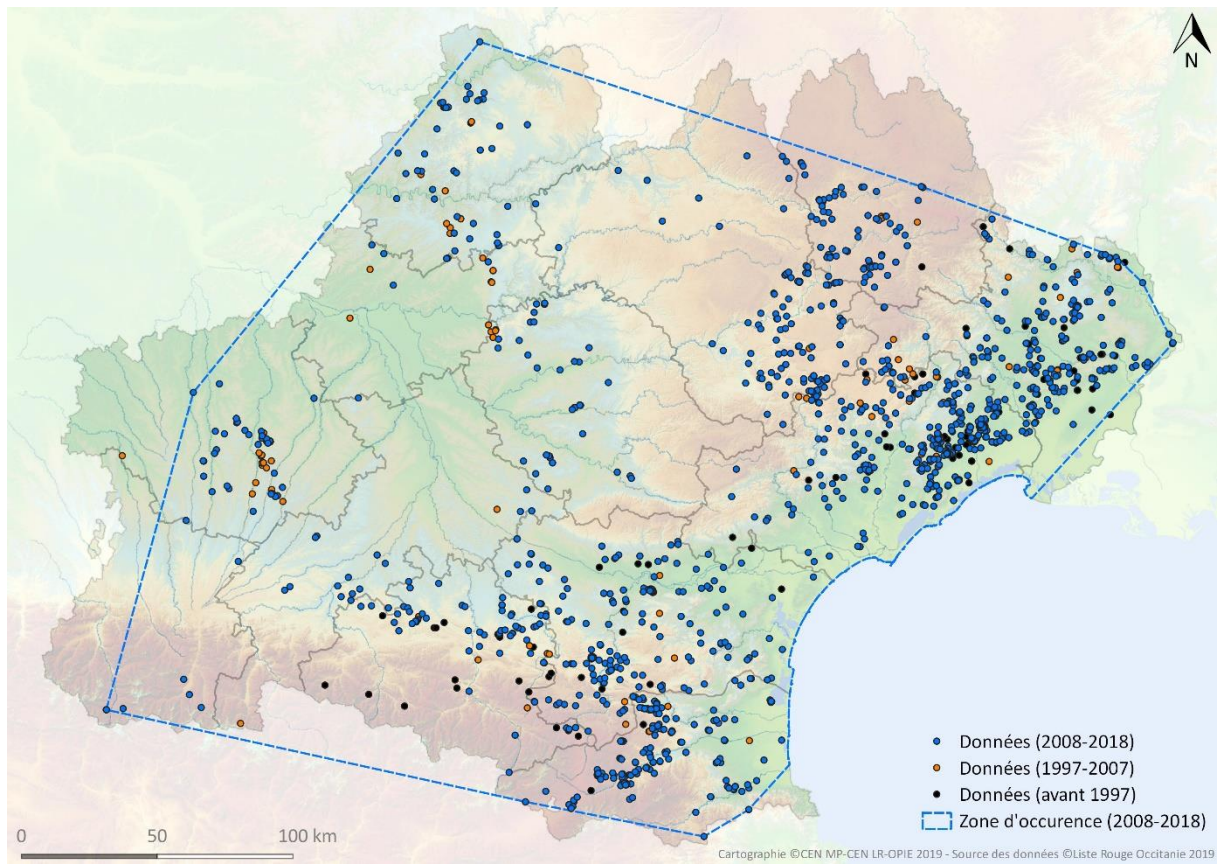 N
Données (2008-2018)
Données (1997-2007)
Données (avant 1997)
Zone d'occurence (2008-2018)
0 50 100 km
Cartographie ©CEN MP-CEN LR-OPIE 2019 - Source des données ©Liste Rouge Occitanie 2019